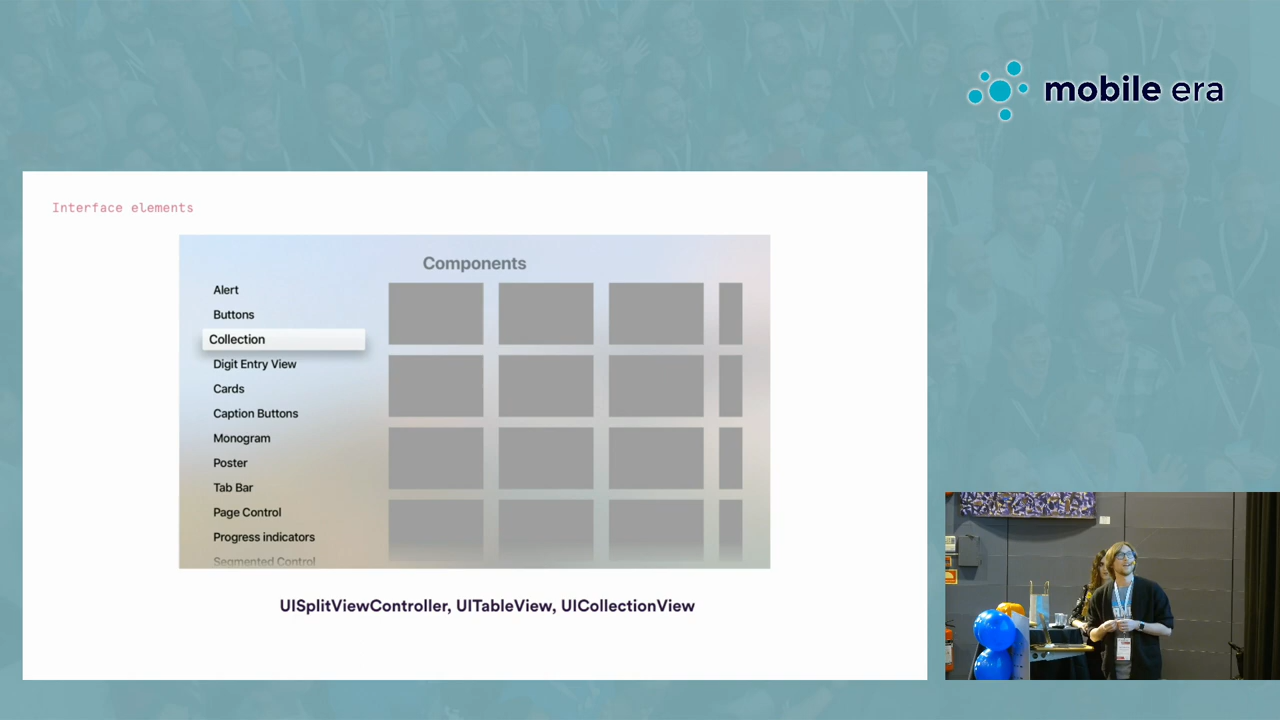 mobile era
Interface elements
Components
Alert
Buttons
Collection
Digit Entry View
Cards
Caption Buttons
Monogram
Poster
Tab Bar
Page Control
Progress indicators
Segmented Control
UISplitViewController, UITableView, UICollectionView